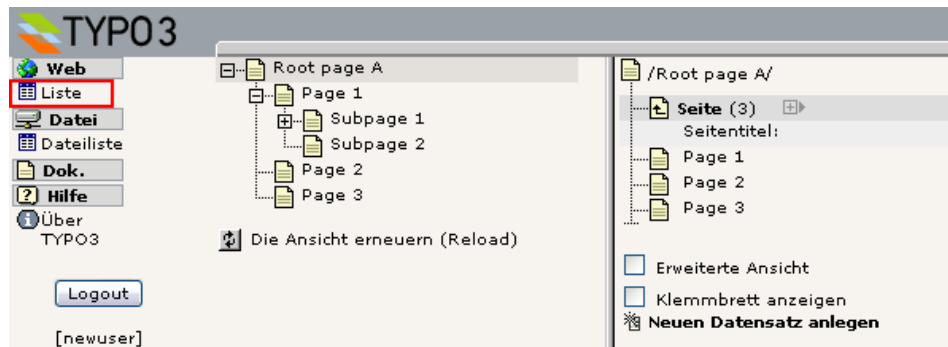 TYPO3
Web
Liste
Datei
Dateiliste
Dok.
Hilfe
Über
TYPO3
Logout
[newuser]
Root page A
Page 1
Subpage 1
Subpage 2
Page 2
Page 3
Die Ansicht erneuern (Reload)
/Root page A/
Seite (3)
Seitentitel:
Page 1
Page 2
Page 3
Erweiterte Ansicht
Klemmbrett anzeigen
Neuen Datensatz anlegen